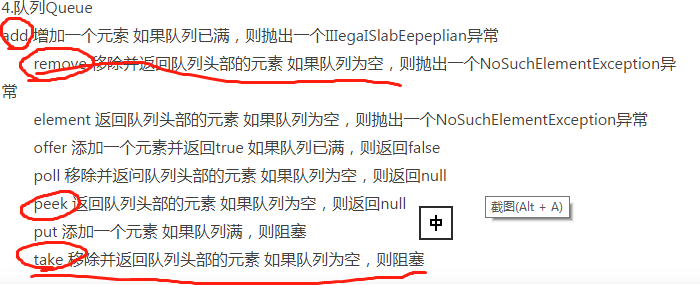 4.队列Queue
add 增加一个元索 如果队列已满，则抛出一个IIIegaISlabEepeplian异常
remove 移除并返回队列头部的元素 如果队列为空，则抛出一个NoSuchElementException异
常
element 返回队列头部的元素 如果队列为空，则抛出一个NoSuchElementException异常
offer 添加一个元素并返回true 如果队列已满，则返回false
poll 移除并返问队列头部的元素 如果队列为空，则返回null
peek 返回队列头部的元素 如果队列为空，则返回null
put 添加一个元素 如果队列满，则阻塞
take 移除并返回队列头部的元素 如果队列为空，则阻塞
中
截图(Alt + A)